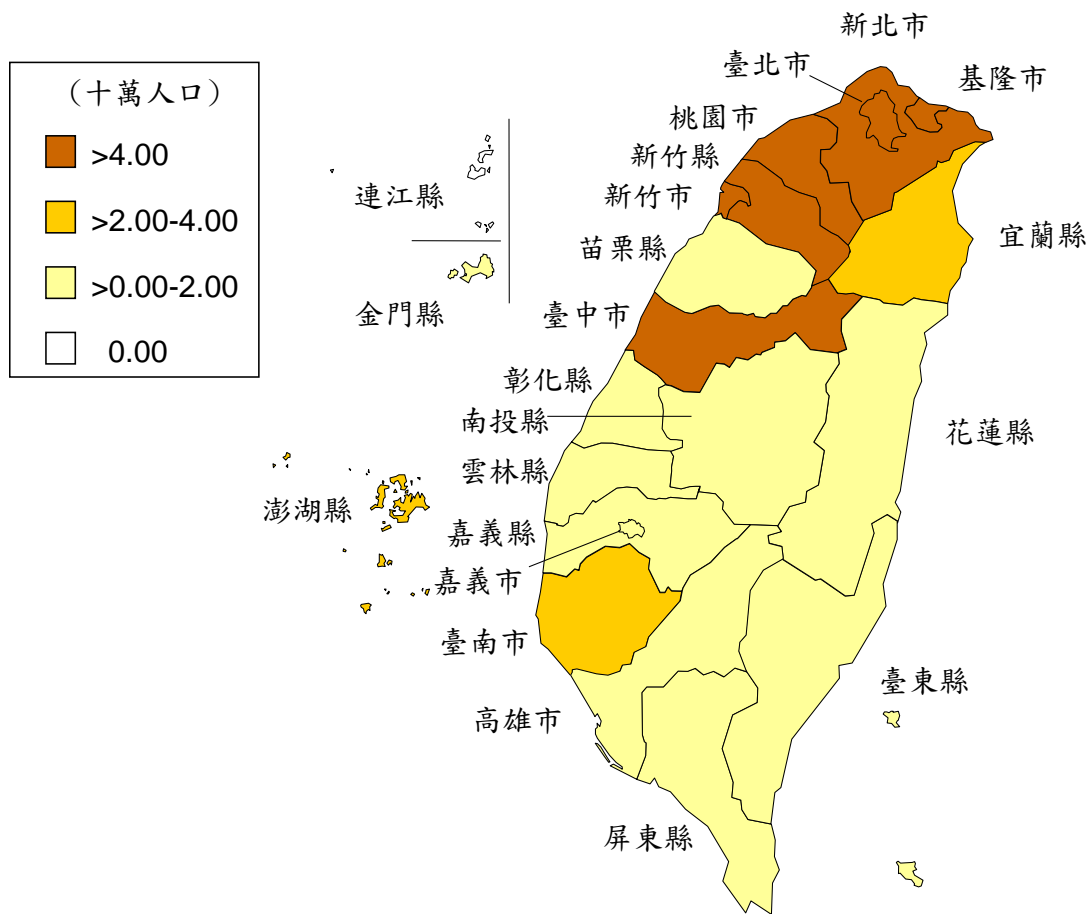 （十萬人口）
>4.00
>2.00-4.00
>0.00-2.00
0.00
新北市
臺北市
基隆市
桃園市
新竹縣
連江縣
新竹市
宜蘭縣
苗栗縣
金門縣
臺中市
彰化縣
南投縣
花蓮縣
雲林縣
澎湖縣
嘉義縣
嘉義市
臺南市
臺東縣
高雄市
屏東縣